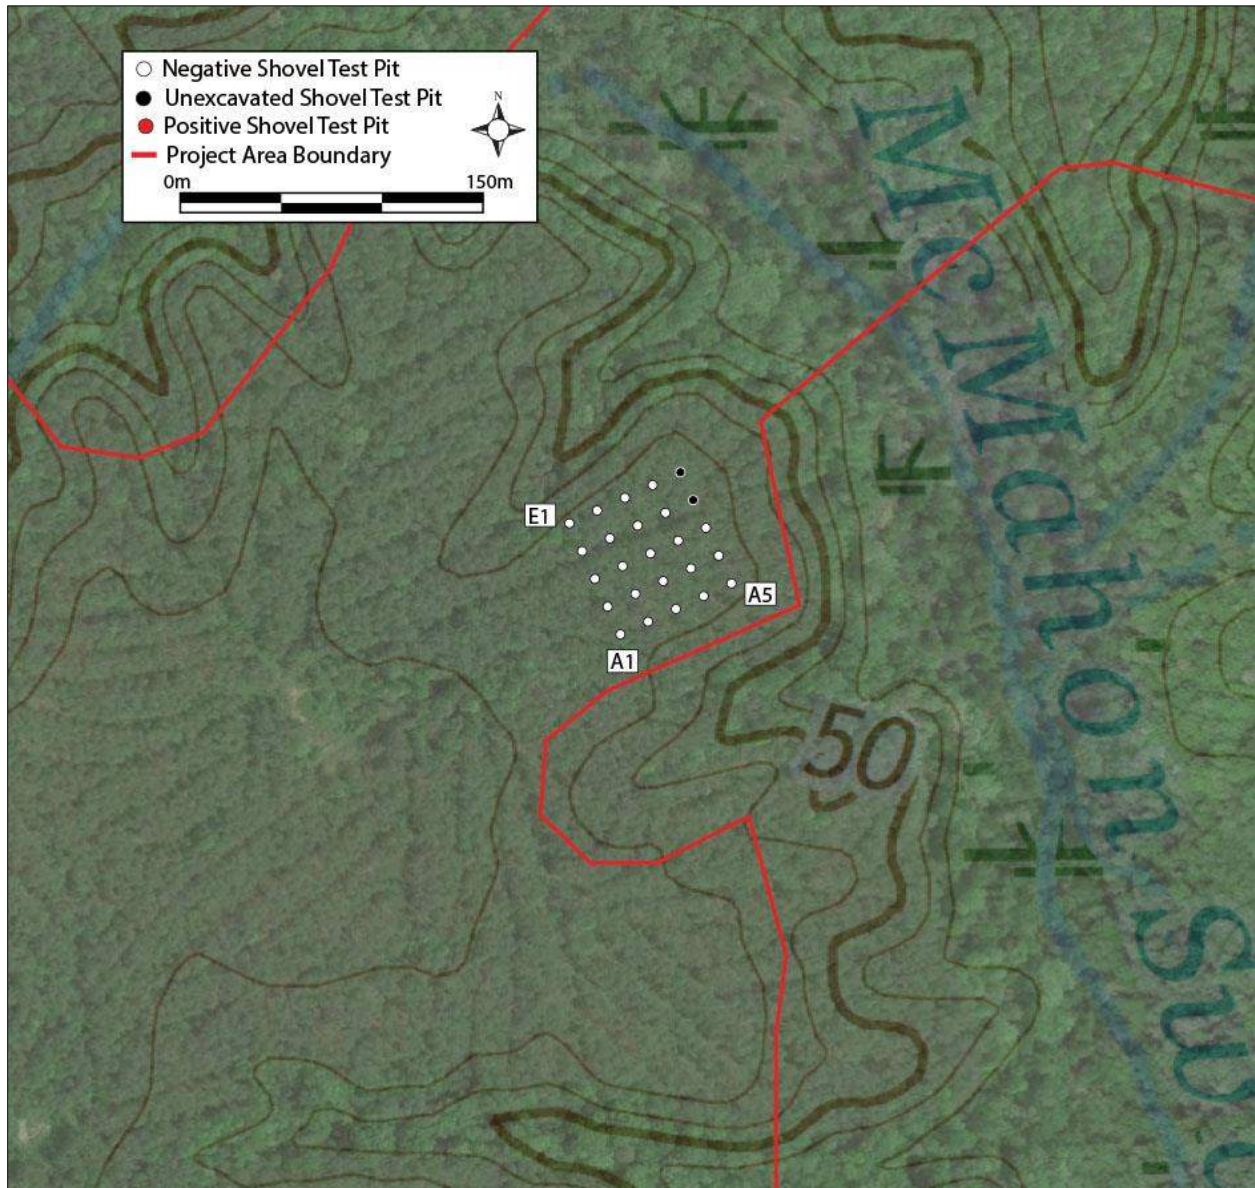 Negative Shovel Test Pit
Unexcavated Shovel Test Pit
N
Positive Shovel Test Pit
Project Area Boundary
0m 150m
McMahon Sw
E1
A5
A1
50